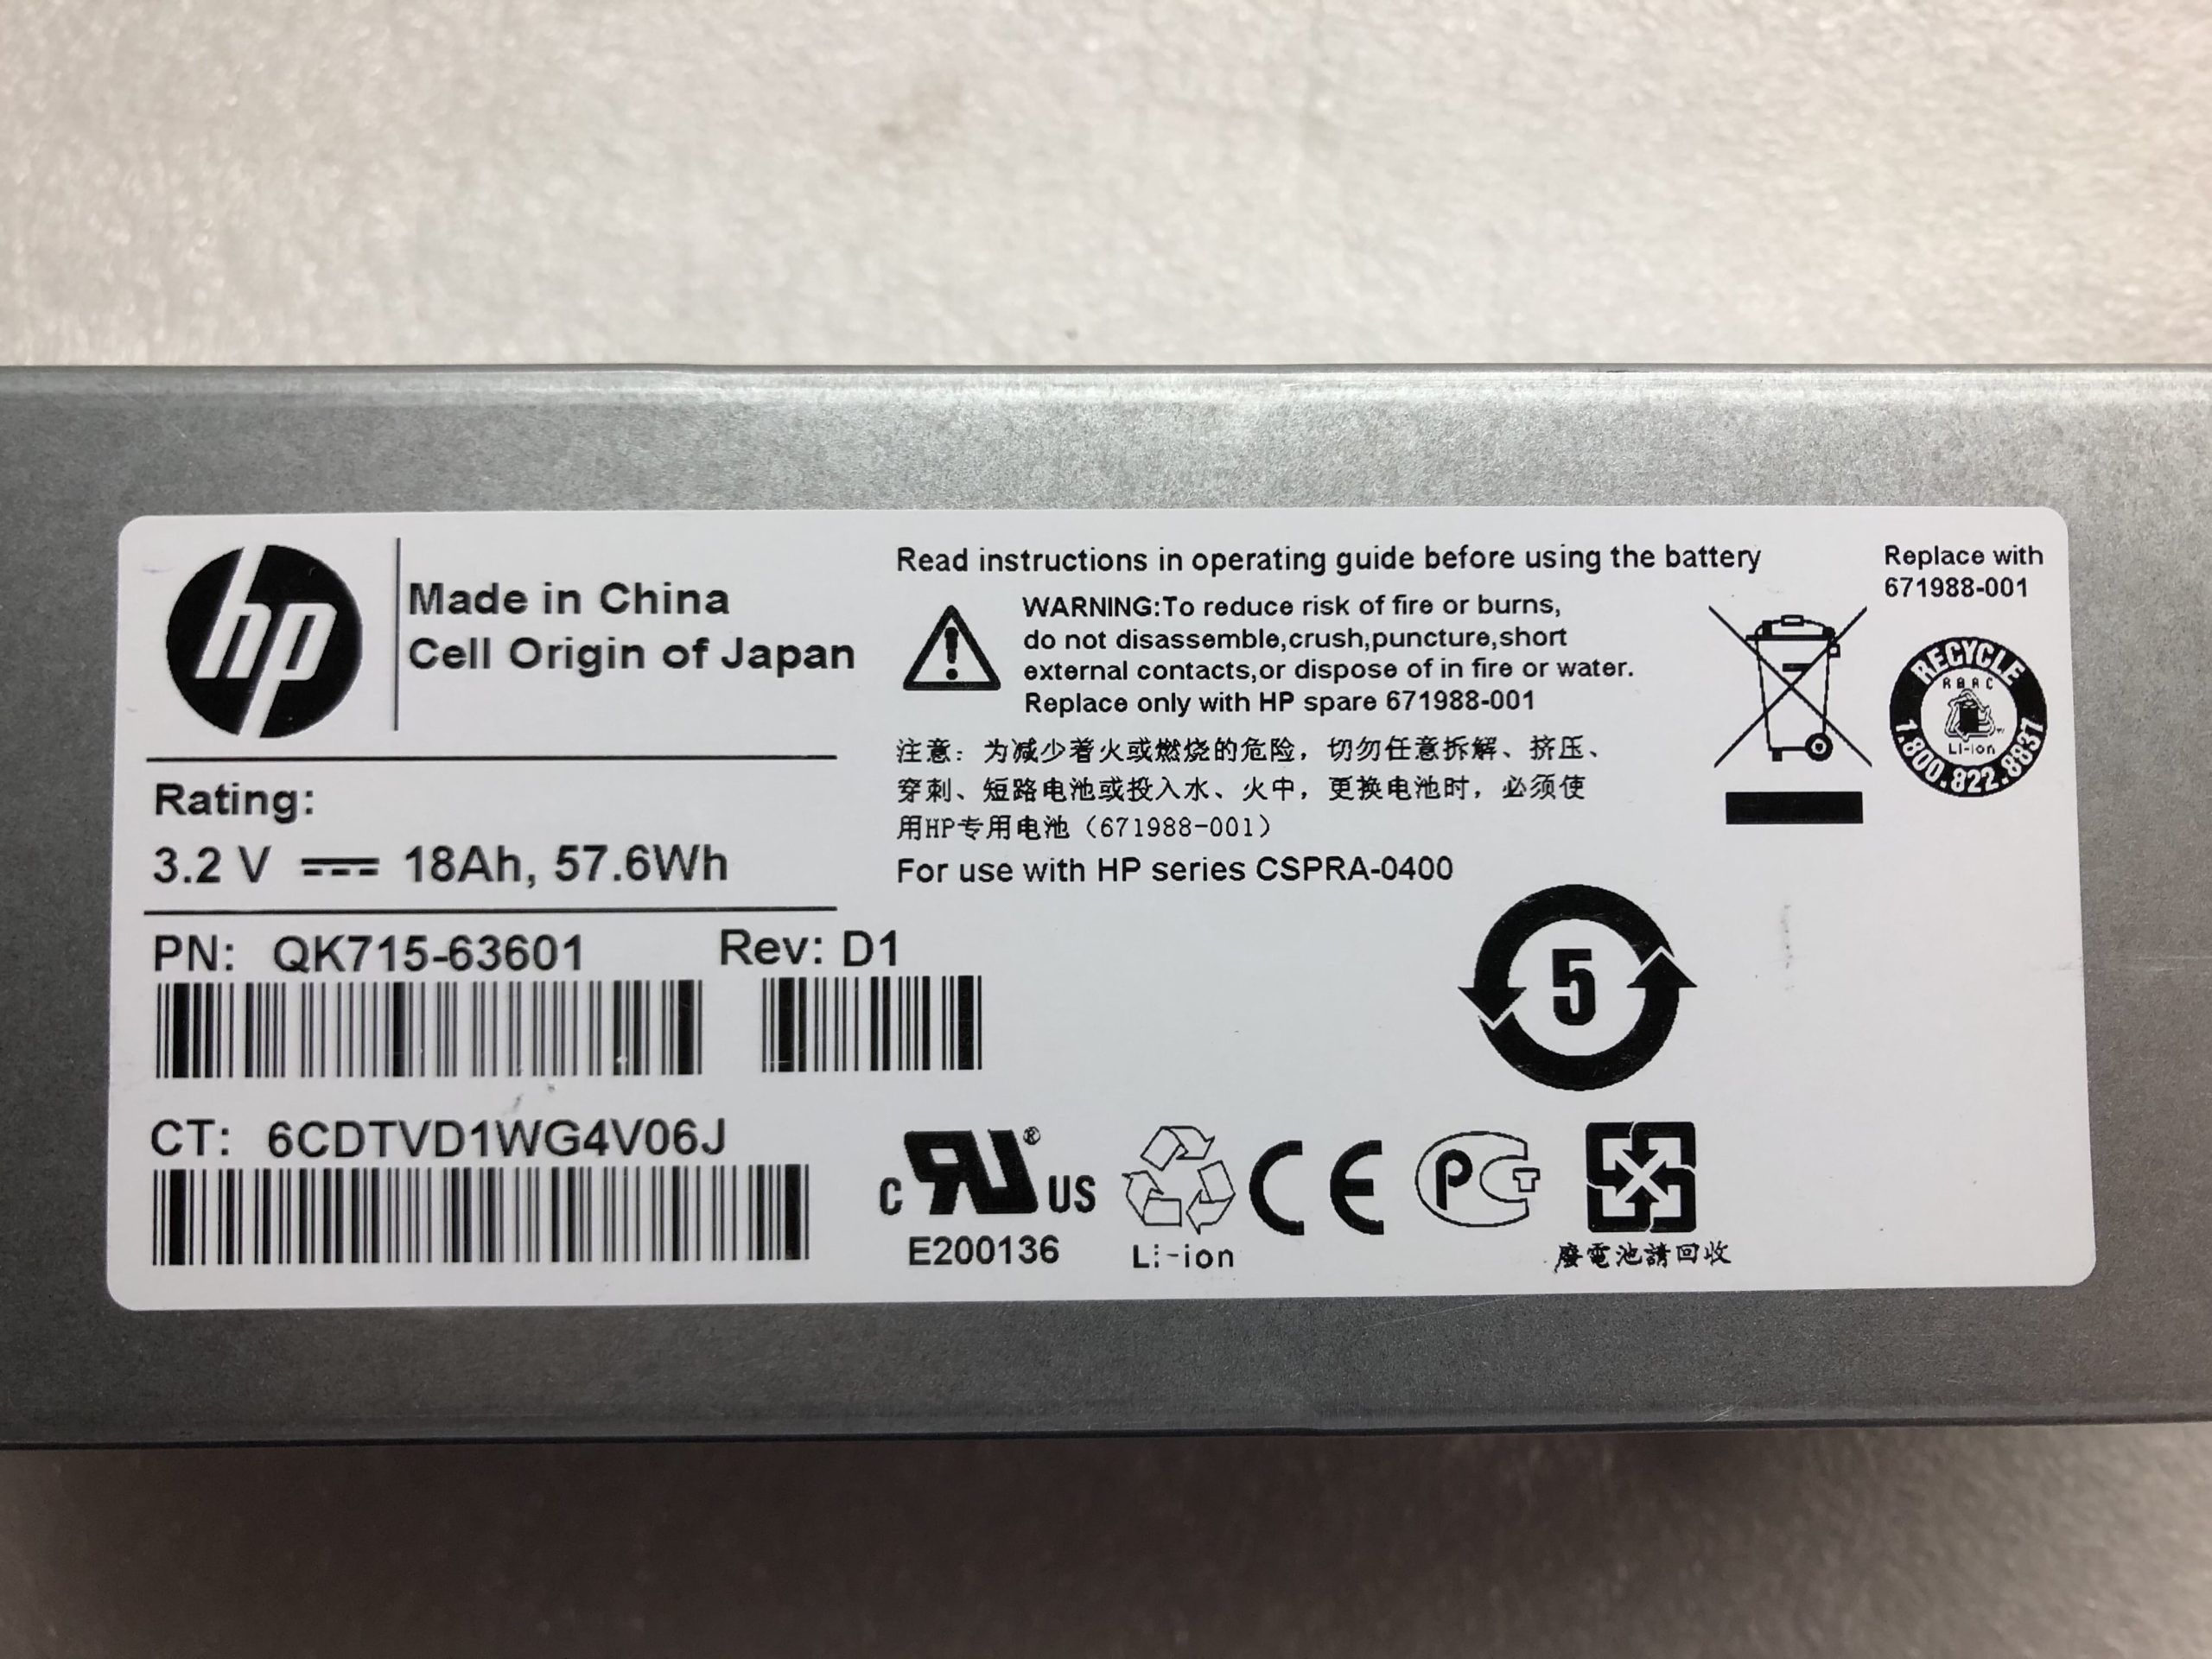 hp
Made in China
Cell Origin of Japan
Rating:
3.2 V 18Ah, 57.6Wh
PN: QK715-63601 Rev: D1
CT: 6CDTVD1WG4V06J
Read instructions in operating guide before using the battery
WARNING:To reduce risk of fire or burns,
do not disassemble,crush,puncture,short
external contacts,or dispose of in fire or water.
Replace only with HP spare 671988-001
注意：为减少着火或燃烧的危险，切勿任意拆解、挤压、
穿刺、短路电池或投入水、火中，更换电池时，必须使
用HP专用电池（671988-001）
For use with HP series CSPRA-0400
Replace with
671988-001
RECYCLE
RBRC
Li-ion
1.800.822.8837
5
C RU® US
E200136
Li-ion
CE
PCT
廢電池請回收